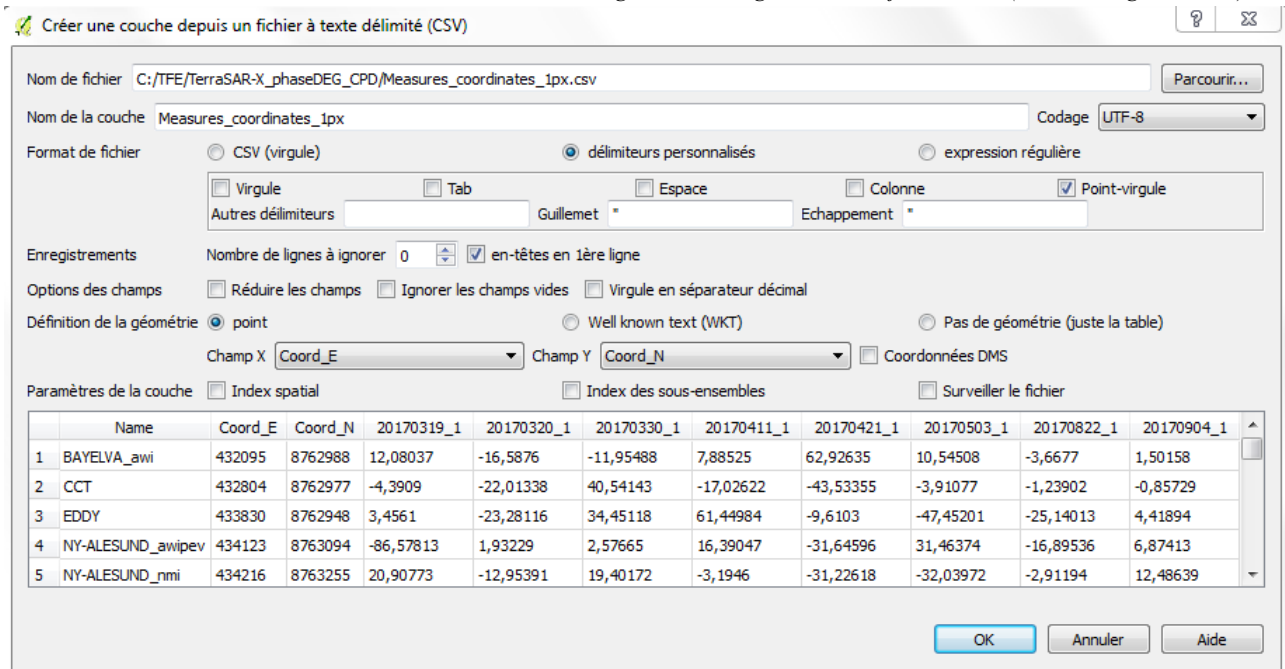 Créer une couche depuis un fichier à texte délimité (CSV)
Nom de fichier C:/TFE/TerraSAR-X_phaseDEG_CPD/Measures_coordinates_1px.csv Parcourir...
Nom de la couche Measures_coordinates_1px Codage UTF-8
Format de fichier CSV (virgule) délimiteurs personnalisés expression régulière
Virgule Tab Espace Colonne Point-virgule
Autres déilimiteurs Guillemet " Echappement "
Enregistrements Nombre de lignes à ignorer 0 en-têtes en 1ère ligne
Options des champs Réduire les champs Ignorer les champs vides Virgule en séparateur décimal
Définition de la géométrie point Well known text (WKT) Pas de géométrie (juste la table)
Champ X Coord_E Champ Y Coord_N Coordonnées DMS
Paramètres de la couche Index spatial Index des sous-ensembles Surveiller le fichier
Name Coord_E Coord_N 20170319_1 20170320_1 20170330_1 20170411_1 20170421_1 20170503_1 20170822_1 20170904_1
1 BAYELVA_awi 432095 8762988 12,08037 -16,5876 -11,95488 7,88525 62,92635 10,54508 -3,6677 1,50158
2 CCT 432804 8762977 -4,3909 -22,01338 40,54143 -17,02622 -43,53355 -3,91077 -1,23902 -0,85729
3 EDDY 433830 8762948 3,4561 -23,28116 34,45118 61,44984 -9,6103 -47,45201 -25,14013 4,41894
4 NY-ALESUND_awipev 434123 8763094 -86,57813 1,93229 2,57665 16,39047 -31,64596 31,46374 -16,89536 6,87413
5 NY-ALESUND_nmi 434216 8763255 20,90773 -12,95391 19,40172 -3,1946 -31,22618 -32,03972 -2,91194 12,48639
OK Annuler Aide